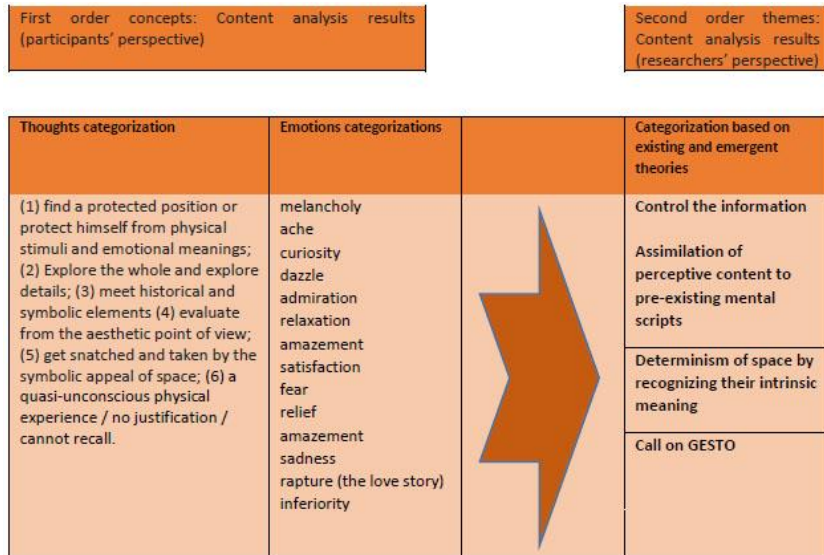 First order concepts: Content analysis results
(participants' perspective)
Second order themes:
Content analysis results
(researchers' perspective)
Thoughts categorization
Emotions categorizations
Categorization based on
existing and emergent
theories
(1) find a protected position or
protect himself from physical
stimuli and emotional meanings;
(2) Explore the whole and explore
details; (3) meet historical and
symbolic elements (4) evaluate
from the aesthetic point of view;
(5) get snatched and taken by the
symbolic appeal of space; (6) a
quasi-unconscious physical
experience / no justification /
cannot recall.
melancholy
ache
curiosity
dazzle
admiration
relaxation
amazement
satisfaction
fear
relief
amazement
sadness
rapture (the love story)
inferiority
Control the information
Assimilation of
perceptive content to
pre-existing mental
scripts
Determinism of space by
recognizing their intrinsic
meaning
Call on GESTO